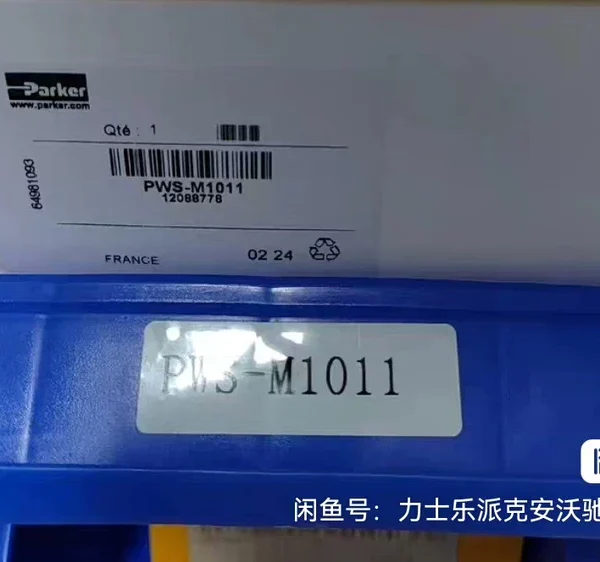 Parker
www.parker.com
Qté : 1
PWS-M1011
12088778
64981093
FRANCE
02 24
PWS-M1011
闲鱼号：力士乐派克安沃驰